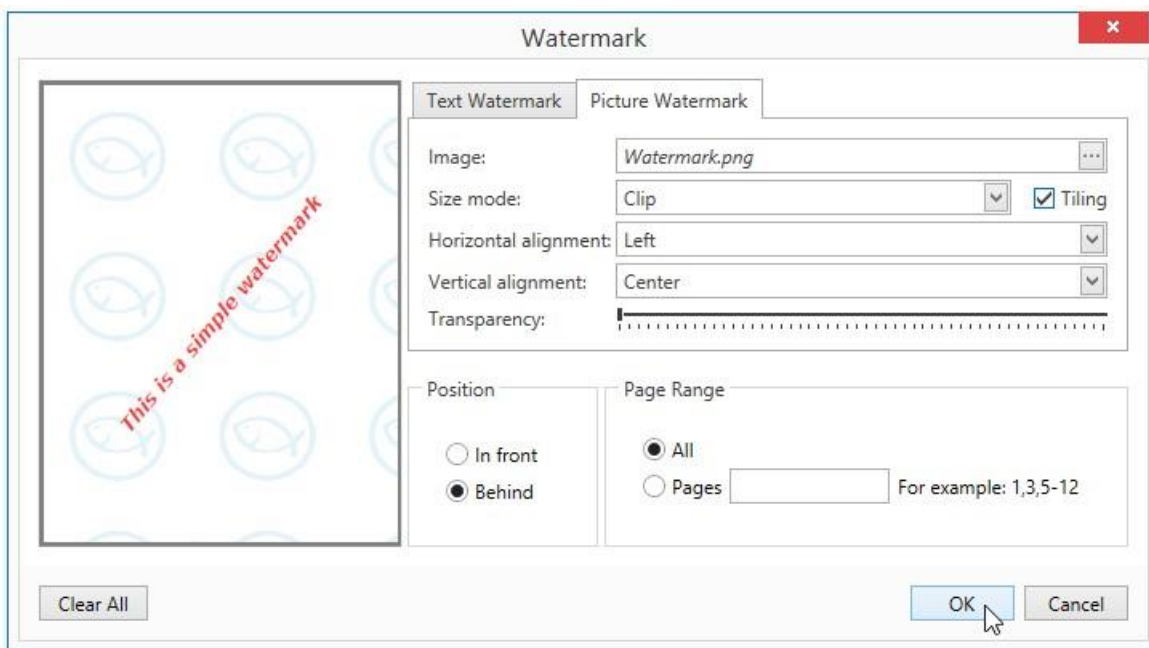 Watermark
Text Watermark
Picture Watermark
Image:
Watermark.png
...
Size mode:
Clip
Tiling
Horizontal alignment:
Left
Vertical alignment:
Center
Transparency:
This is a simple watermark
Position
In front
Behind
Page Range
All
Pages
For example: 1,3,5-12
Clear All
OK
Cancel